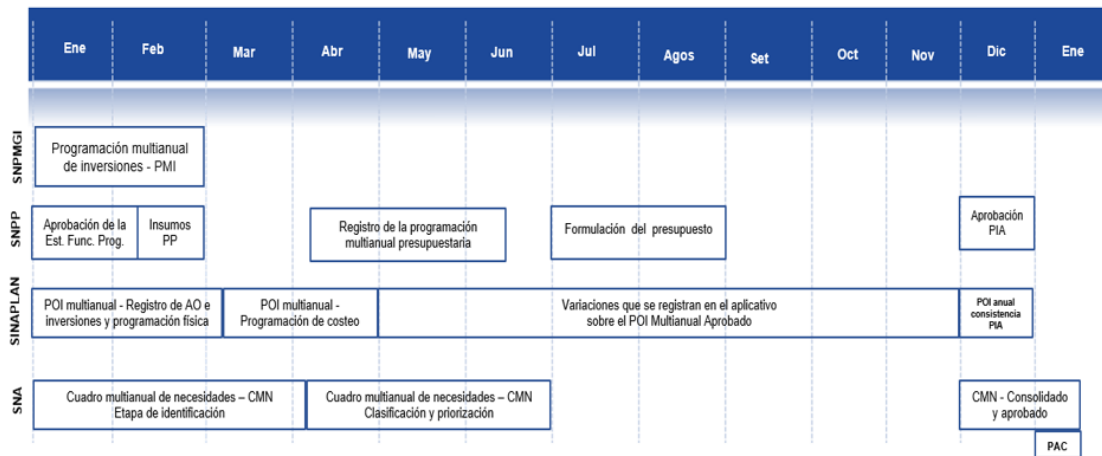 Ene Feb Mar Abr May Jun Jul Agos Set Oct Nov Dic Ene
SNPMGI
Programación multianual
de inversiones - PMI
SNPP
Aprobación de la
Est. Func. Prog.
Insumos
PP
Registro de la programación
multianual presupuestaria
Formulación del presupuesto
Aprobación
PIA
SINAPLAN
POI multianual - Registro de AO e
inversiones y programación física
POI multianual -
Programación de costeo
Variaciones que se registran en el aplicativo
sobre el POI Multianual Aprobado
POI anual
consistencia
PIA
SNA
Cuadro multianual de necesidades – CMN
Etapa de identificación
Cuadro multianual de necesidades – CMN
Clasificación y priorización
CMN - Consolidado
y aprobado
PAC